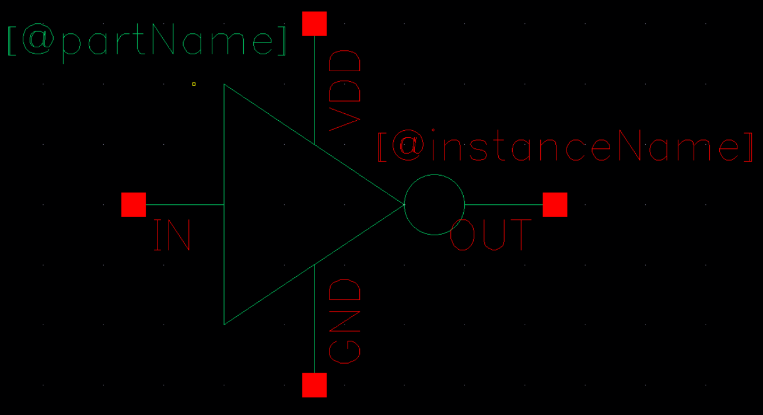 [@partName]
VDD
[@instanceName]
IN
OUT
GND